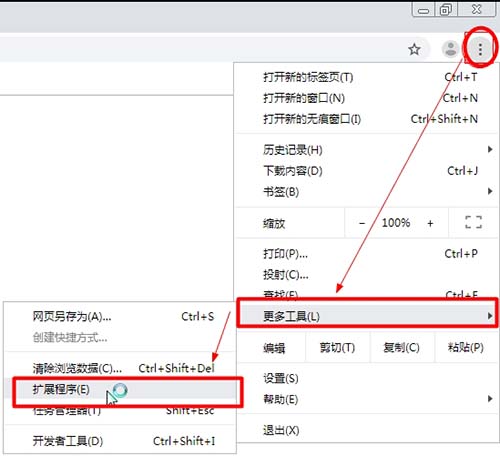 打开新的标签页(T) Ctrl+T
打开新的窗口(N) Ctrl+N
打开新的无痕窗口(I) Ctrl+Shift+N
历史记录(H)
下载内容(D) Ctrl+J
书签(B)
缩放 − 100% +
打印(P)... Ctrl+P
投射(C)...
查找(F)... Ctrl+F
更多工具(L)
编辑 剪切(T) 复制(C) 粘贴(P)
设置(S)
帮助(E)
退出(X)
网页另存为(A)... Ctrl+S
创建快捷方式...
清除浏览数据(C)... Ctrl+Shift+Del
扩展程序(E)
任务管理器(T) Shift+Esc
开发者工具(D) Ctrl+Shift+I